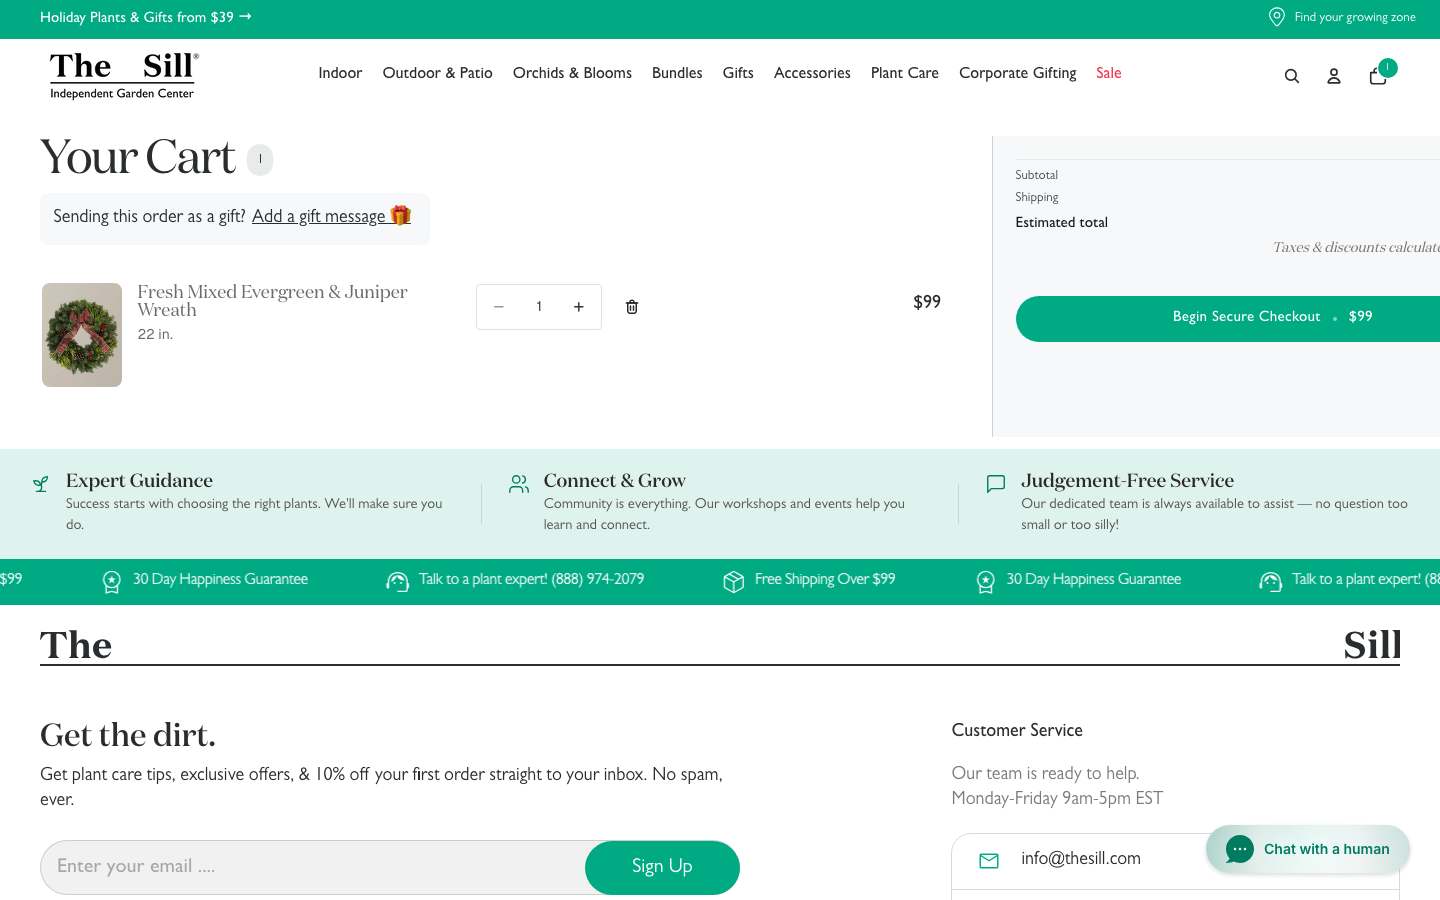 Holiday Plants & Gifts from $39 →
Find your growing zone
The Sill®
Independent Garden Center
Indoor
Outdoor & Patio
Orchids & Blooms
Bundles
Gifts
Accessories
Plant Care
Corporate Gifting
Sale
1
Your Cart
1
Sending this order as a gift? Add a gift message 🎁
Fresh Mixed Evergreen & Juniper
Wreath
22 in.
1
$99
Subtotal
Shipping
Estimated total
Taxes & discounts calculate
Begin Secure Checkout • $99
Expert Guidance
Success starts with choosing the right plants. We'll make sure you
do.
Connect & Grow
Community is everything. Our workshops and events help you
learn and connect.
Judgement-Free Service
Our dedicated team is always available to assist — no question too
small or too silly!
$99
30 Day Happiness Guarantee
Talk to a plant expert! (888) 974-2079
Free Shipping Over $99
30 Day Happiness Guarantee
Talk to a plant expert! (88
The Sill
Get the dirt.
Get plant care tips, exclusive offers, & 10% off your first order straight to your inbox. No spam,
ever.
Enter your email ....
Sign Up
Customer Service
Our team is ready to help.
Monday-Friday 9am-5pm EST
info@thesill.com
Chat with a human